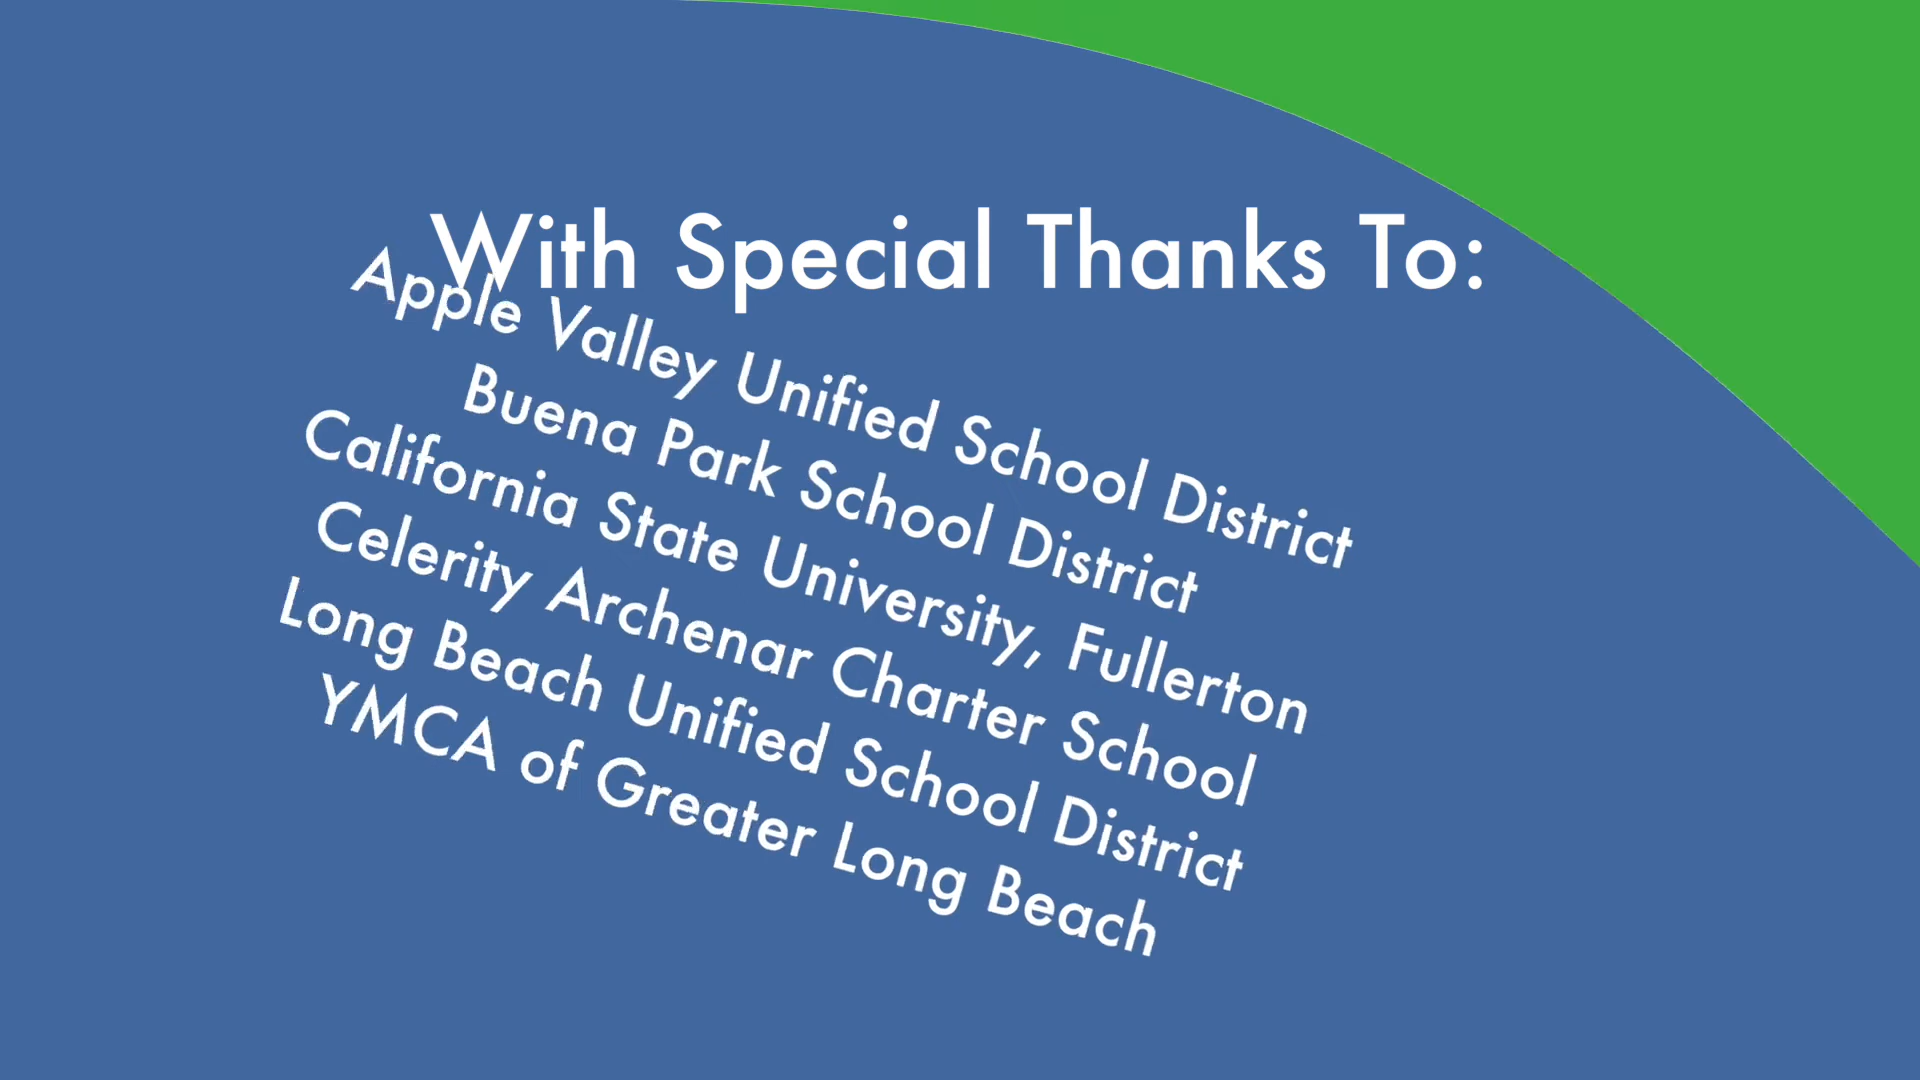 With Special Thanks To:
Apple Valley Unified School District
Buena Park School District
California State University, Fullerton
Celerity Archenar Charter School
Long Beach Unified School District
YMCA of Greater Long Beach